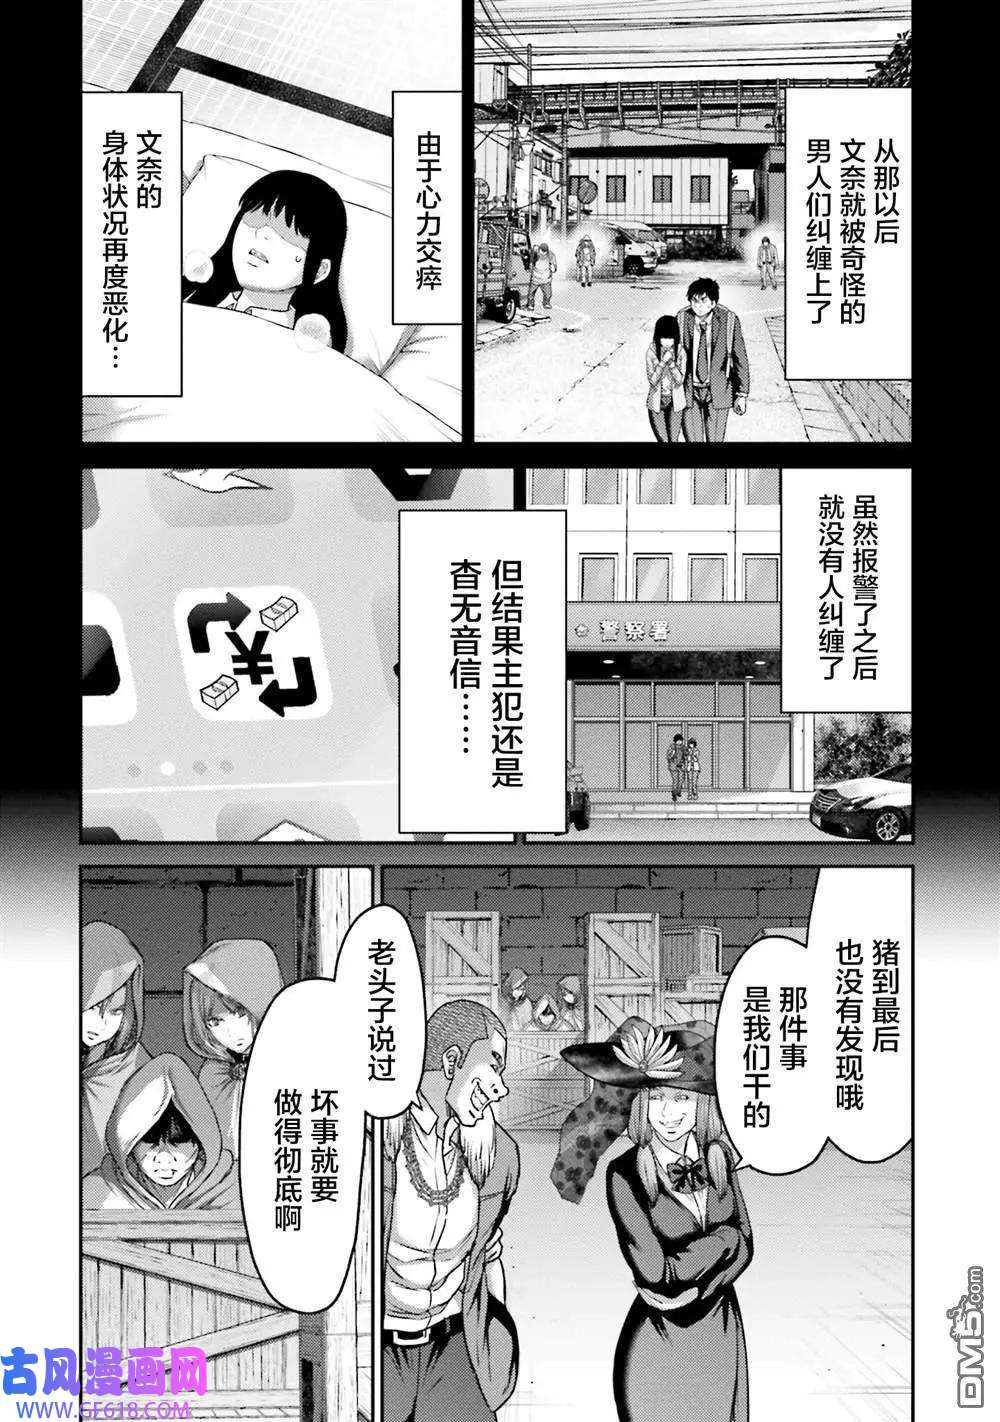 从那以后
文奈就被奇怪的
男人们纠缠上了
由于心力交瘁
文奈的
身体状况再度恶化…
虽然报警了之后
就没有人纠缠了
警察署
但结果主犯还是
杳无音信……
¥
猪到最后
也没有发现哦
那件事
是我们干的
老头子说过
坏事就要
做得彻底啊
古风漫画网
WWW.GF618.COM
DM5.com